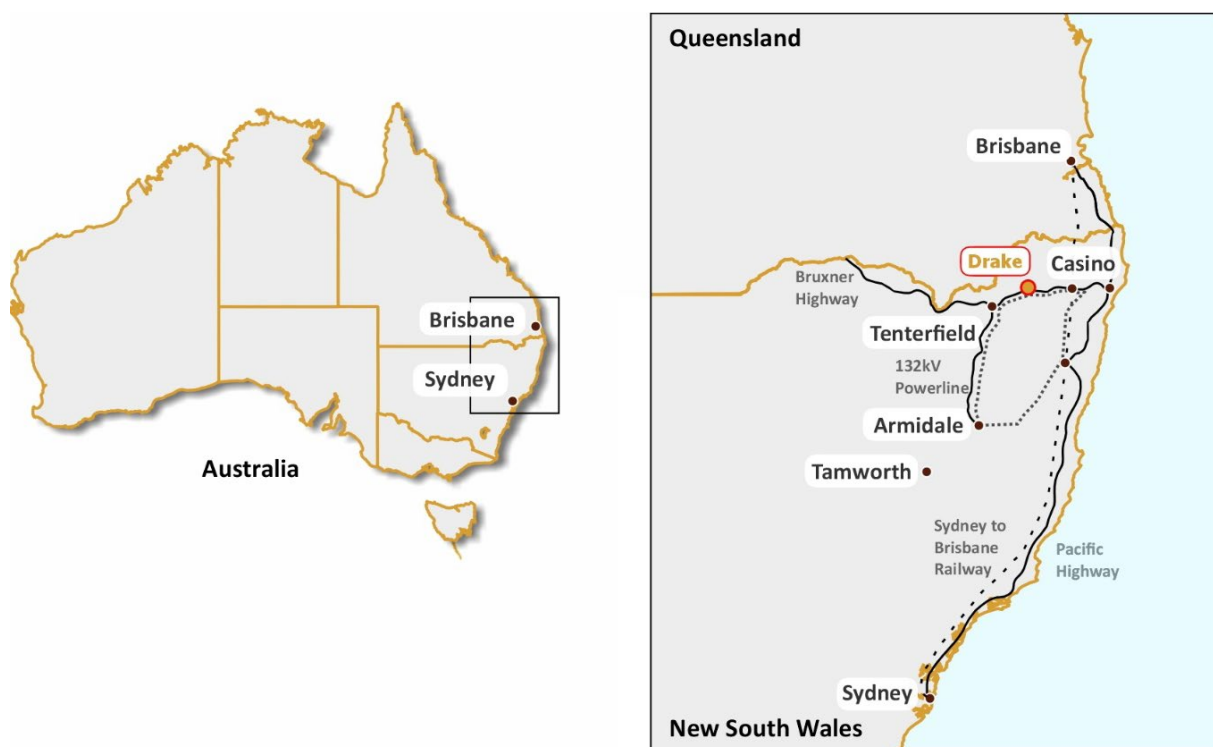 Brisbane
Sydney
Australia
Queensland
Brisbane
Drake
Casino
Bruxner
Highway
Tenterfield
132kV
Powerline
Armidale
Tamworth
Sydney to
Brisbane
Railway
Pacific
Highway
Sydney
New South Wales